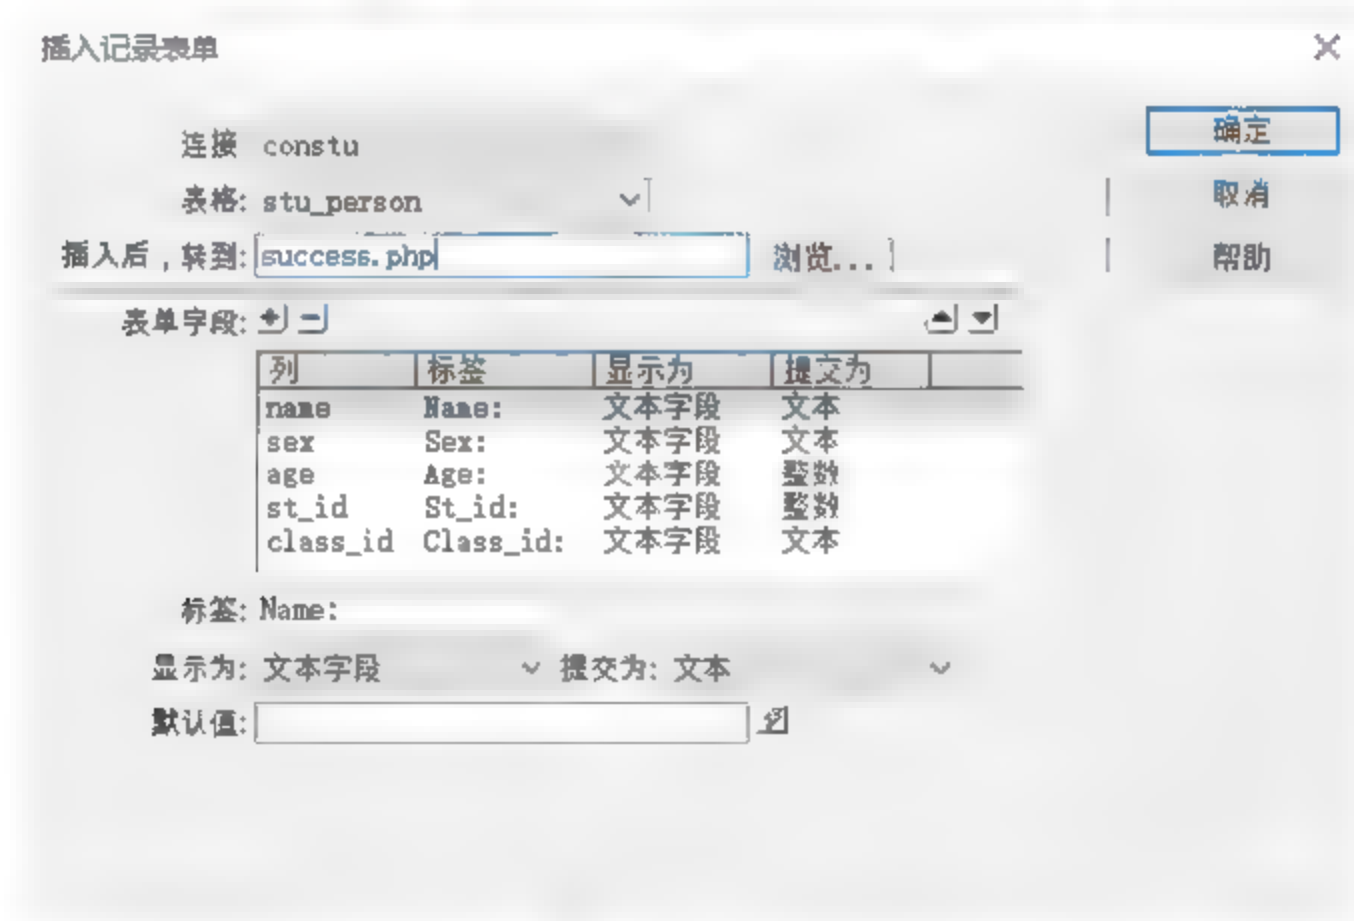 插入记录表单
连接 constu 确定
表格: stu_person 取消
插入后，转到: success.php 浏览... 帮助
表单字段:
列 标签 显示为 提交为
name Name: 文本字段 文本
sex Sex: 文本字段 文本
age Age: 文本字段 整数
st_id St_id: 文本字段 整数
class_id Class_id: 文本字段 文本
标签: Name:
显示为: 文本字段 提交为: 文本
默认值: